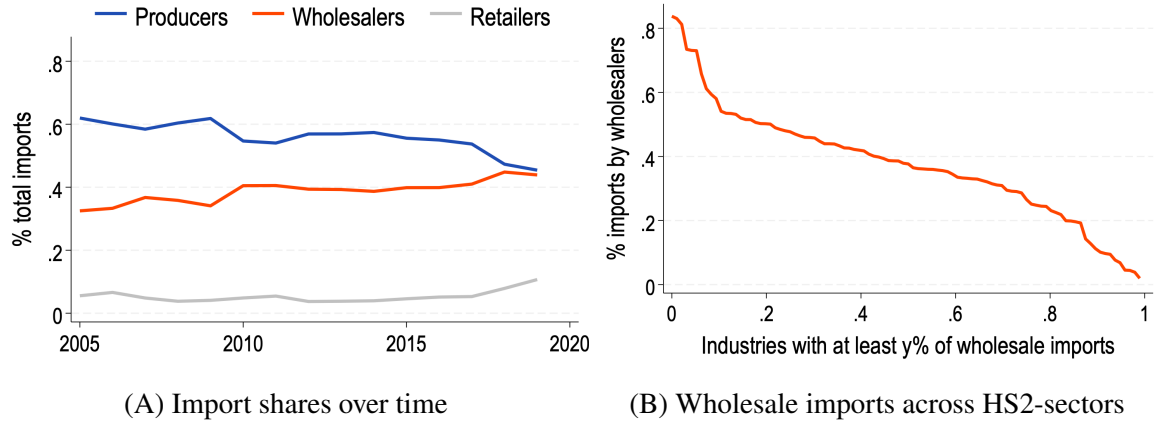 Producers Wholesalers Retailers
% total imports
.8
.6
.4
.2
0
2005 2010 2015 2020
(A) Import shares over time
% imports by wholesalers
.8
.6
.4
.2
0
0 .2 .4 .6 .8 1
Industries with at least y% of wholesale imports
(B) Wholesale imports across HS2-sectors